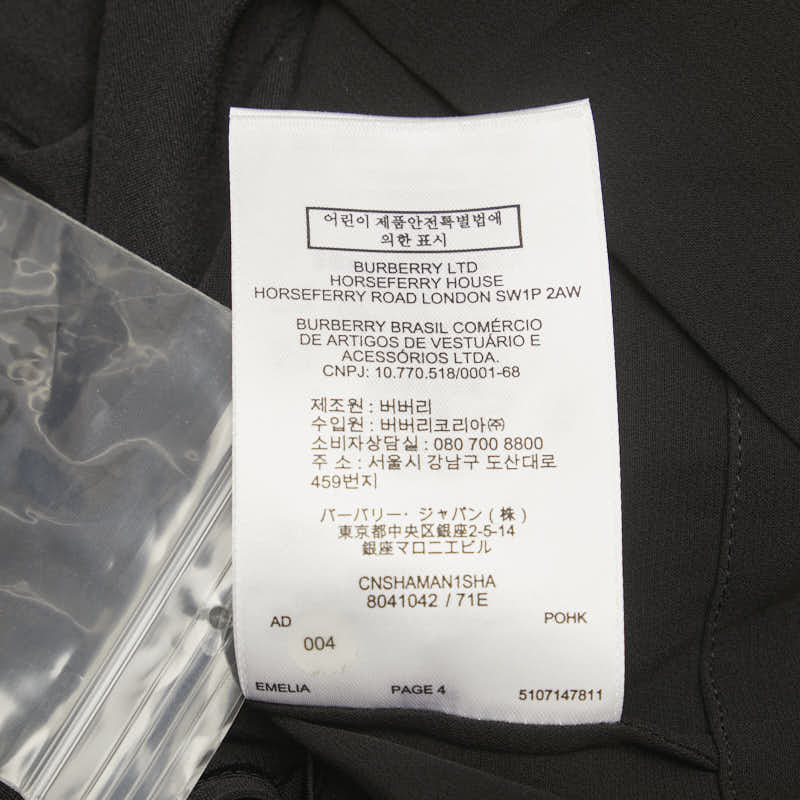 어린이 제품안전특별법에
의한 표시
BURBERRY LTD
HORSEFERRY HOUSE
HORSEFERRY ROAD LONDON SW1P 2AW
BURBERRY BRASIL COMÉRCIO
DE ARTIGOS DE VESTUÁRIO E
ACESSÓRIOS LTDA.
CNPJ: 10.770.518/0001-68
제조원 : 버버리
수입원 : 버버리코리아㈜
소비자상담실 : 080 700 8800
주 소 : 서울시 강남구 도산대로
459번지
バーバリー・ジャパン (株)
東京都中央区銀座2-5-14
銀座マロニエビル
CNSHAMAN1SHA
8041042 / 71E
AD POHK
004
EMELIA PAGE 4 5107147811